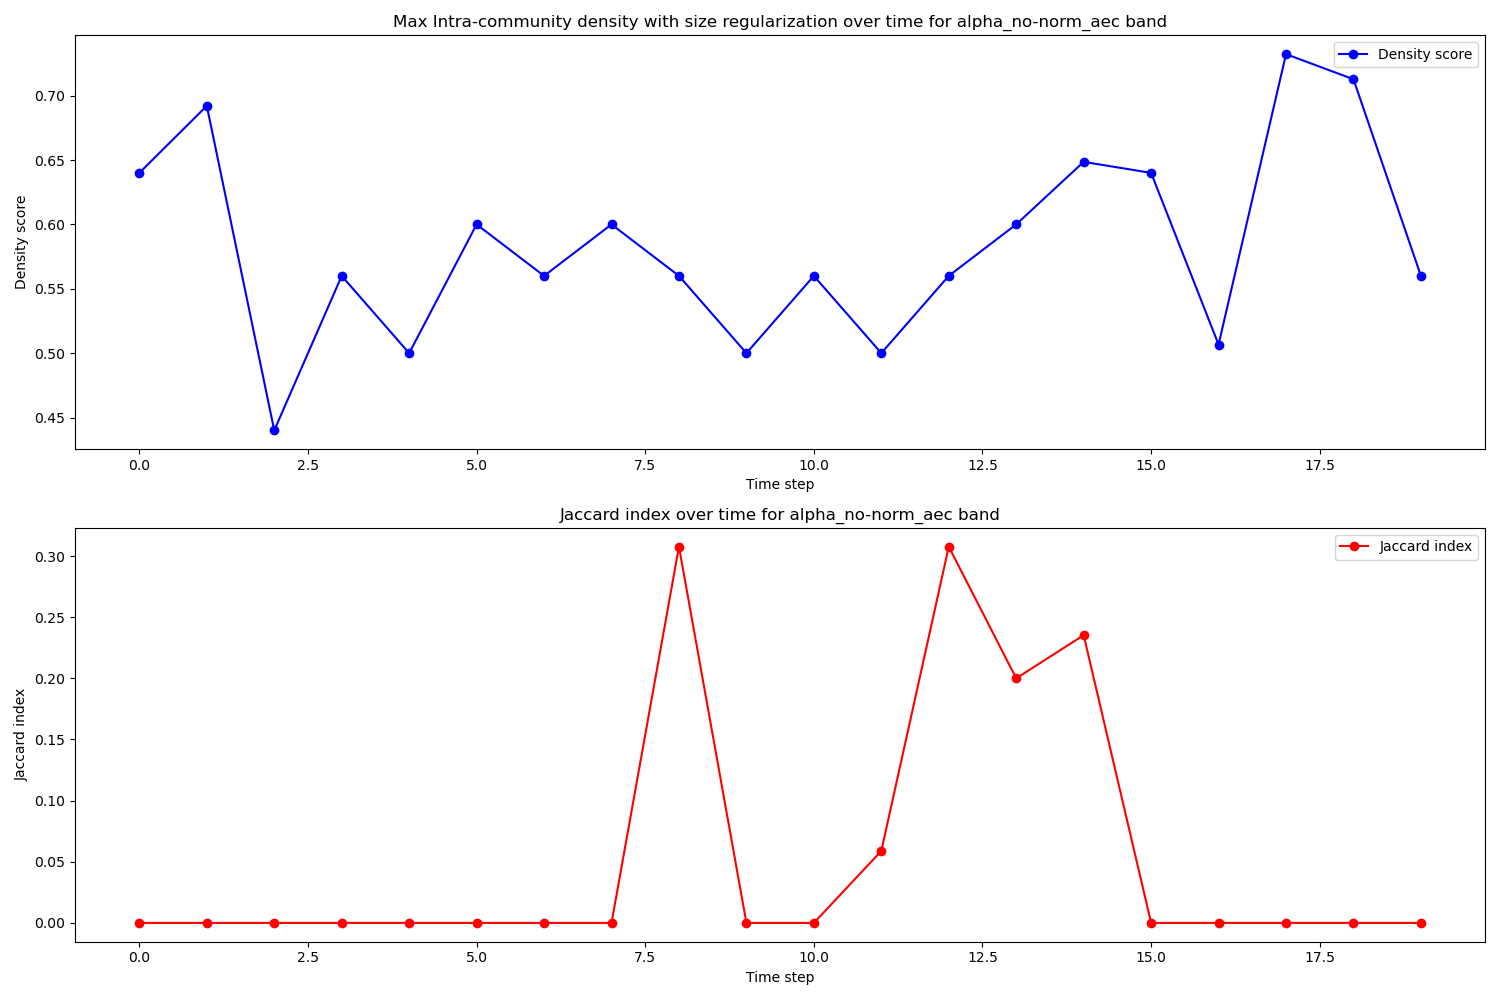 Max Intra-community density with size regularization over time for alpha_no-norm_aec band
Density score
Density score
0.70
0.65
0.60
0.55
0.50
0.45
0.0 2.5 5.0 7.5 10.0 12.5 15.0 17.5
Time step
Jaccard index over time for alpha_no-norm_aec band
Jaccard index
Jaccard index
0.30
0.25
0.20
0.15
0.10
0.05
0.00
0.0 2.5 5.0 7.5 10.0 12.5 15.0 17.5
Time step